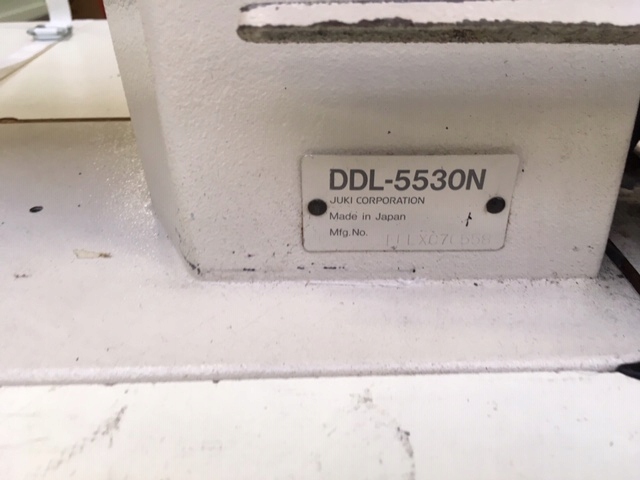 DDL-5530N
JUKI CORPORATION
Made in Japan
Mfg.No.